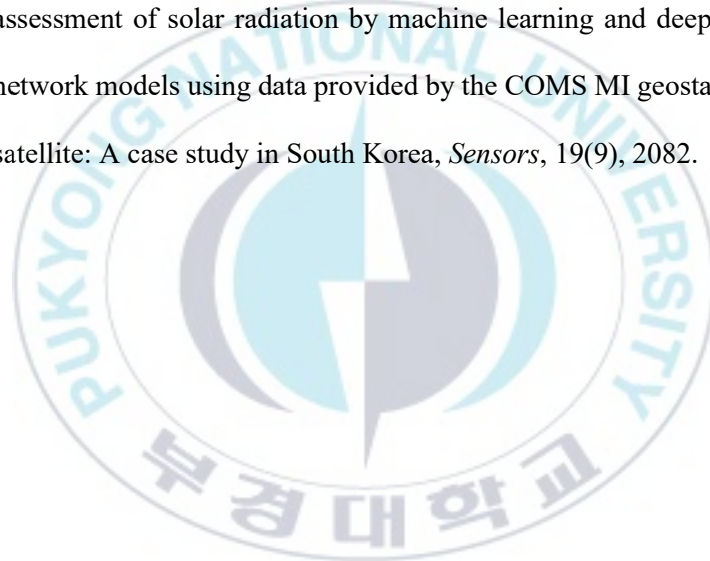 assessment of solar radiation by machine learning and deep
network models using data provided by the COMS MI geosta
satellite: A case study in South Korea, Sensors, 19(9), 2082.
PUKYONG NATIONAL UNIVERSITY
부경대학교